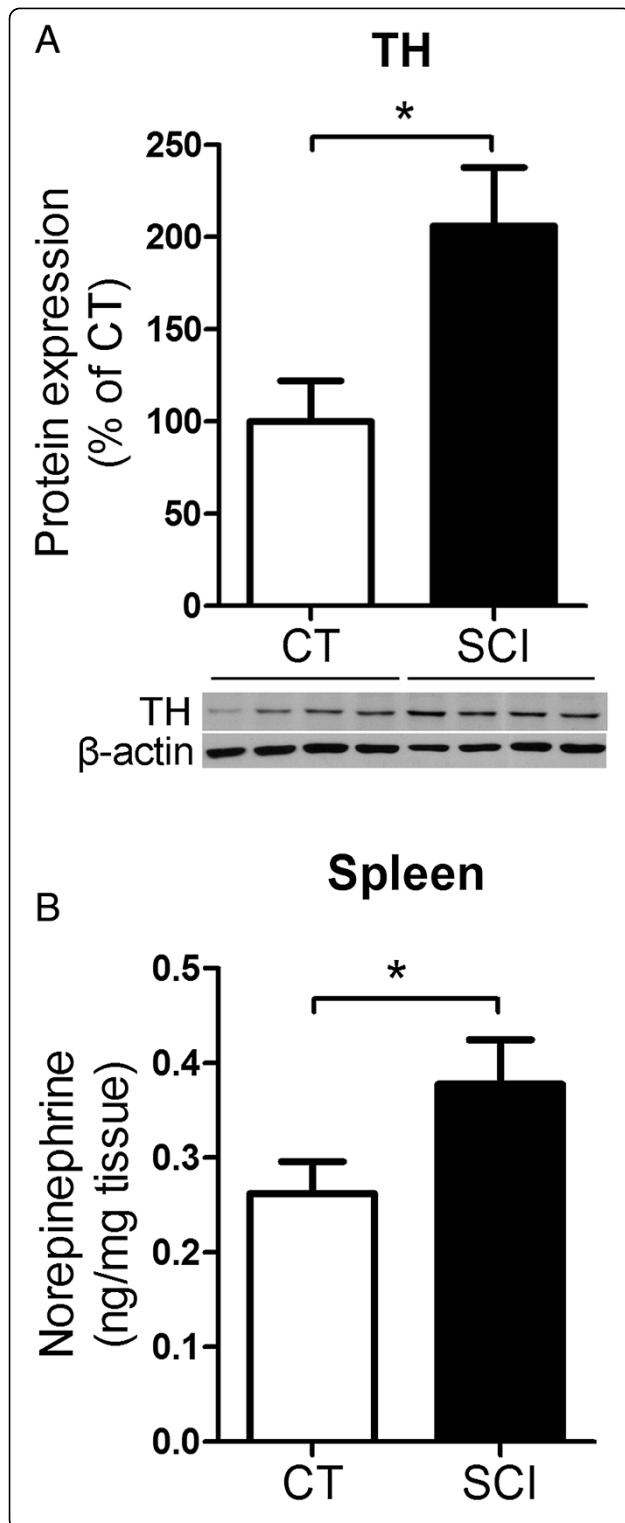 A
TH
*
Protein expression
(% of CT)
250
200
150
100
50
0
CT SCI
TH
β-actin
Spleen
B
*
Norepinephrine
(ng/mg tissue)
0.5
0.4
0.3
0.2
0.1
0.0
CT SCI